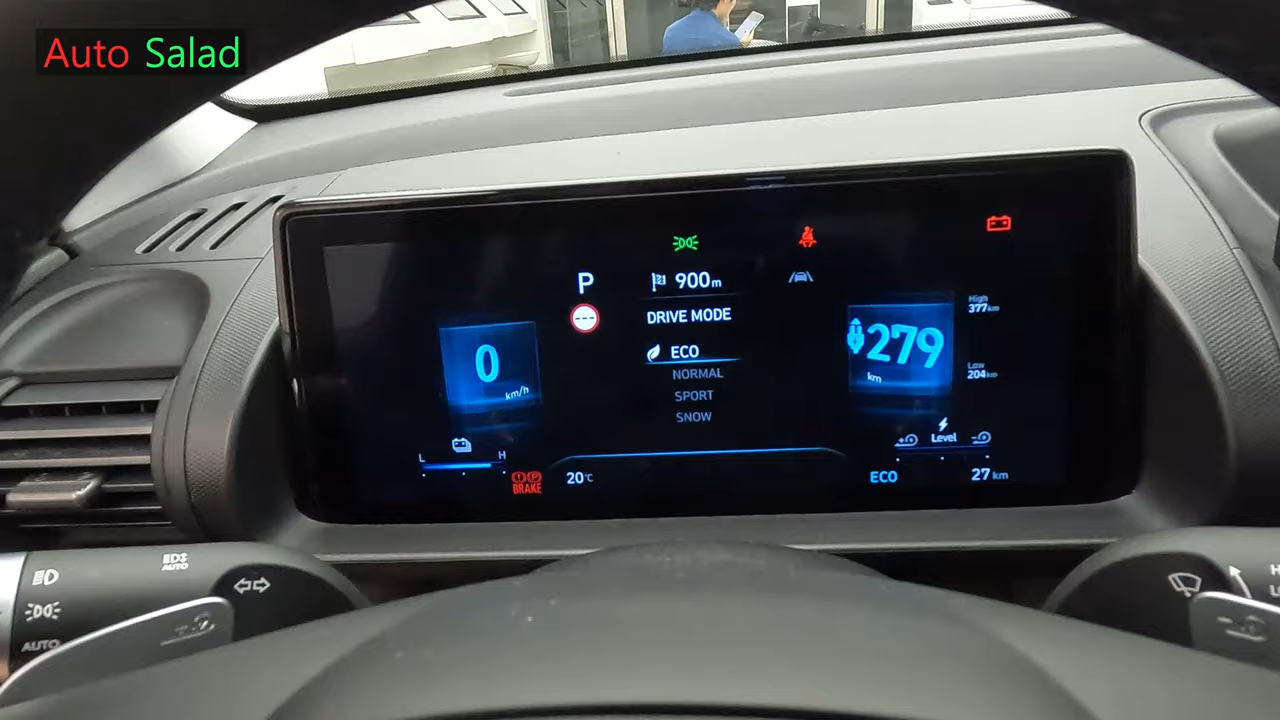 Auto Salad
P
900m
DRIVE MODE
ECO
NORMAL
SPORT
SNOW
0
km/h
279
km
High
377km
Low
204km
L H
Level
BRAKE
20°C
ECO
27 km
AUTO
AUTO